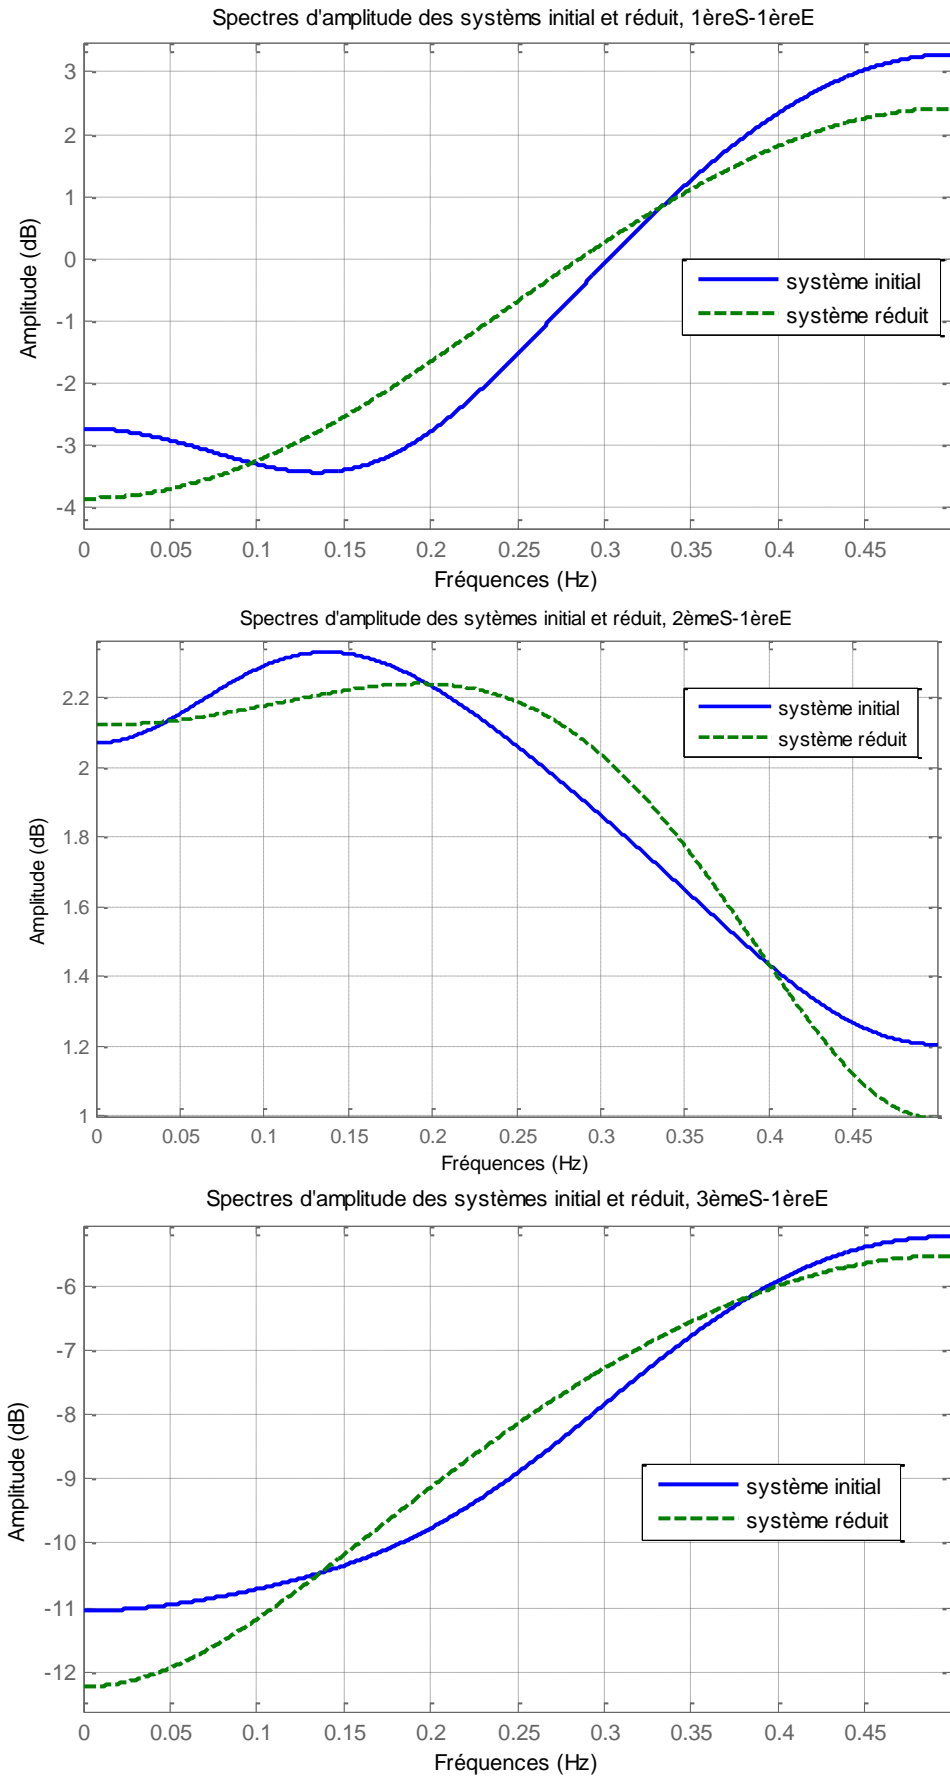 Spectres d'amplitude des systèms initial et réduit, 1èreS-1èreE
3
2
1
0
-1
-2
-3
-4
Amplitude (dB)
système initial
système réduit
0 0.05 0.1 0.15 0.2 0.25 0.3 0.35 0.4 0.45
Fréquences (Hz)
Spectres d'amplitude des sytèmes initial et réduit, 2èmeS-1èreE
2.2
2
1.8
1.6
1.4
1.2
1
Amplitude (dB)
système initial
système réduit
0 0.05 0.1 0.15 0.2 0.25 0.3 0.35 0.4 0.45
Fréquences (Hz)
Spectres d'amplitude des systèmes initial et réduit, 3èmeS-1èreE
-6
-7
-8
-9
-10
-11
-12
Amplitude (dB)
système initial
système réduit
0 0.05 0.1 0.15 0.2 0.25 0.3 0.35 0.4 0.45
Fréquences (Hz)